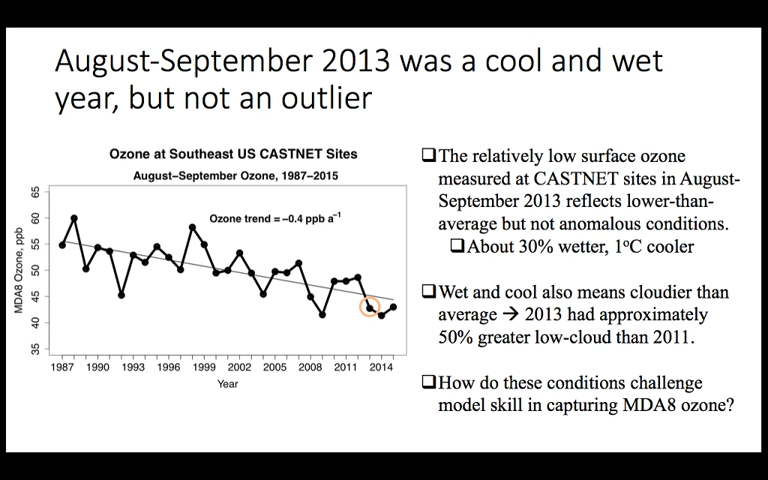 August-September 2013 was a cool and wet
year, but not an outlier
Ozone at Southeast US CASTNET Sites
August–September Ozone, 1987–2015
Ozone trend = −0.4 ppb a⁻¹
MDA8 Ozone, ppb
65
60
55
50
45
40
35
1987 1990 1993 1996 1999 2002 2005 2008 2011 2014
Year
❑The relatively low surface ozone
measured at CASTNET sites in August-
September 2013 reflects lower-than-
average but not anomalous conditions.
❑About 30% wetter, 1°C cooler
❑Wet and cool also means cloudier than
average → 2013 had approximately
50% greater low-cloud than 2011.
❑How do these conditions challenge
model skill in capturing MDA8 ozone?